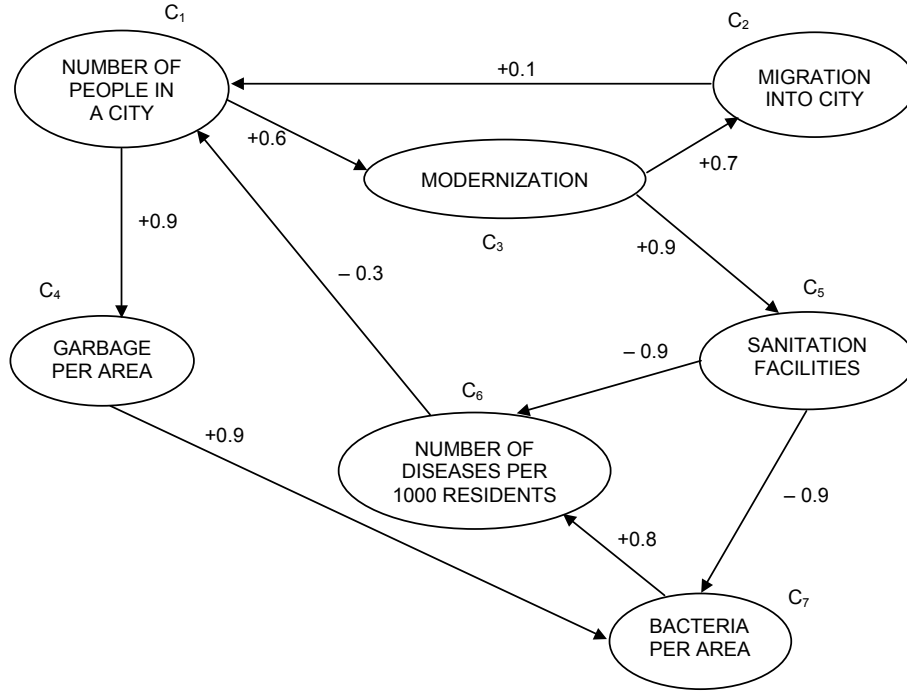 C₁
NUMBER OF
PEOPLE IN
A CITY
C₂
MIGRATION
INTO CITY
+0.1
+0.6
MODERNIZATION
C₃
+0.7
+0.9
+0.9
– 0.3
C₄
GARBAGE
PER AREA
C₅
SANITATION
FACILITIES
– 0.9
C₆
NUMBER OF
DISEASES PER
1000 RESIDENTS
+0.9
– 0.9
+0.8
C₇
BACTERIA
PER AREA